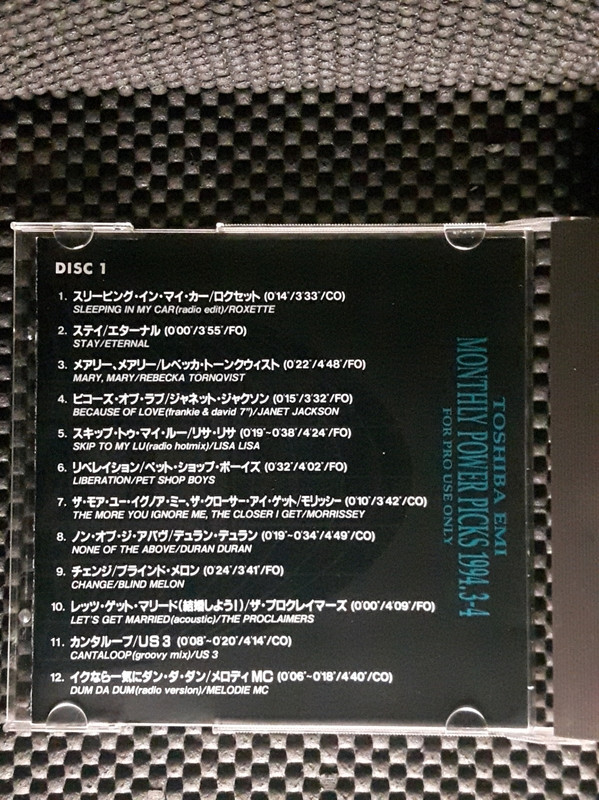 DISC 1
1. スリーピング・イン・マイ・カー/ロクセット (0'14"/3'33"/CO)
SLEEPING IN MY CAR(radio edit)/ROXETTE
2. ステイ/エターナル (0'00"/3'55"/FO)
STAY/ETERNAL
3. メアリー、メアリー/レベッカ・トーンクウィスト (0'22"/4'48"/FO)
MARY, MARY/REBECKA TORNQVIST
4. ビコーズ・オブ・ラブ/ジャネット・ジャクソン (0'15"/3'32"/FO)
BECAUSE OF LOVE(frankie & david 7")/JANET JACKSON
5. スキップ・トゥ・マイ・ルー/リサ・リサ (0'19"~0'38"/4'24"/FO)
SKIP TO MY LU(radio hotmix)/LISA LISA
6. リベレイション/ペット・ショップ・ボーイズ (0'32"/4'02"/FO)
LIBERATION/PET SHOP BOYS
7. ザ・モア・ユー・イグノア・ミー、ザ・クローサー・アイ・ゲット/モリッシー (0'10"/3'42"/CO)
THE MORE YOU IGNORE ME, THE CLOSER I GET/MORRISSEY
8. ノン・オブ・ジ・アバヴ/デュラン・デュラン (0'19"~0'34"/4'49"/CO)
NONE OF THE ABOVE/DURAN DURAN
9. チェンジ/ブラインド・メロン (0'24"/3'41"/FO)
CHANGE/BLIND MELON
10. レッツ・ゲット・マリード(結婚しよう!)/ザ・プロクレイマーズ (0'00"/4'09"/FO)
LET'S GET MARRIED(acoustic)/THE PROCLAIMERS
11. カンタループ/US 3 (0'08"~0'20"/4'14"/CO)
CANTALOOP(groovy mix)/US 3
12. イクなら一気にダン・ダ・ダン/メロディ MC (0'06"~0'18"/4'40"/CO)
DUM DA DUM(radio version)/MELODIE MC
TOSHIBA EMI
MONTHLY POWER PICKS 1994. 3-4
FOR PRO USE ONLY